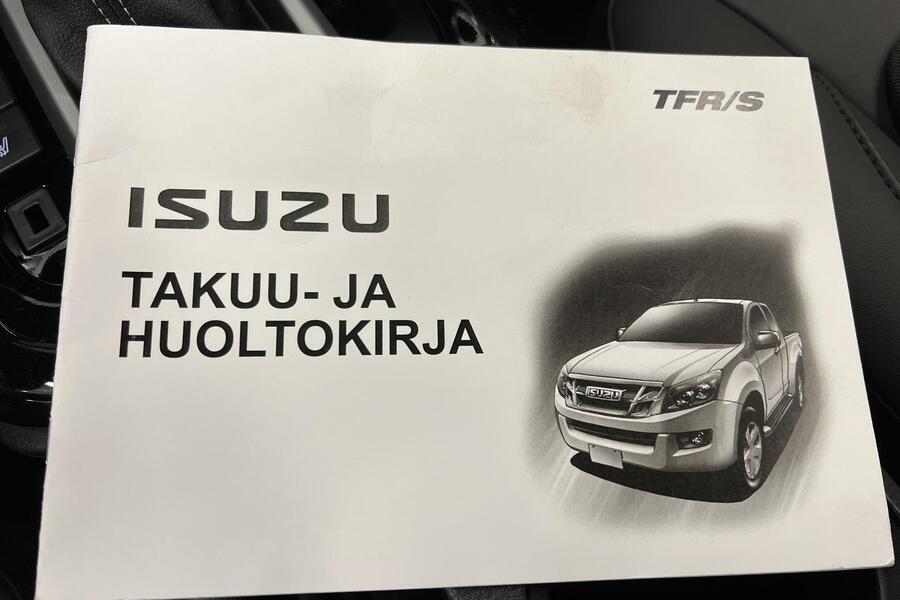 TFR/S
ISUZU
TAKUU- JA
HUOLTOKIRJA
ISUZU